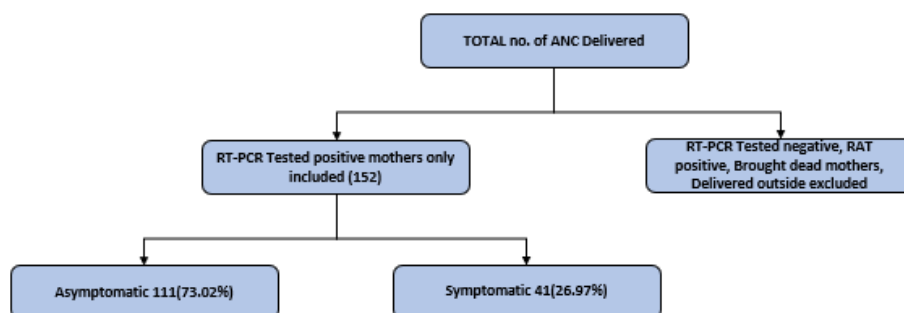 TOTAL no. of ANC Delivered
RT-PCR Tested positive mothers only
included (152)
RT-PCR Tested negative, RAT
positive, Brought dead mothers,
Delivered outside excluded
Asymptomatic 111(73.02%)
Symptomatic 41(26.97%)